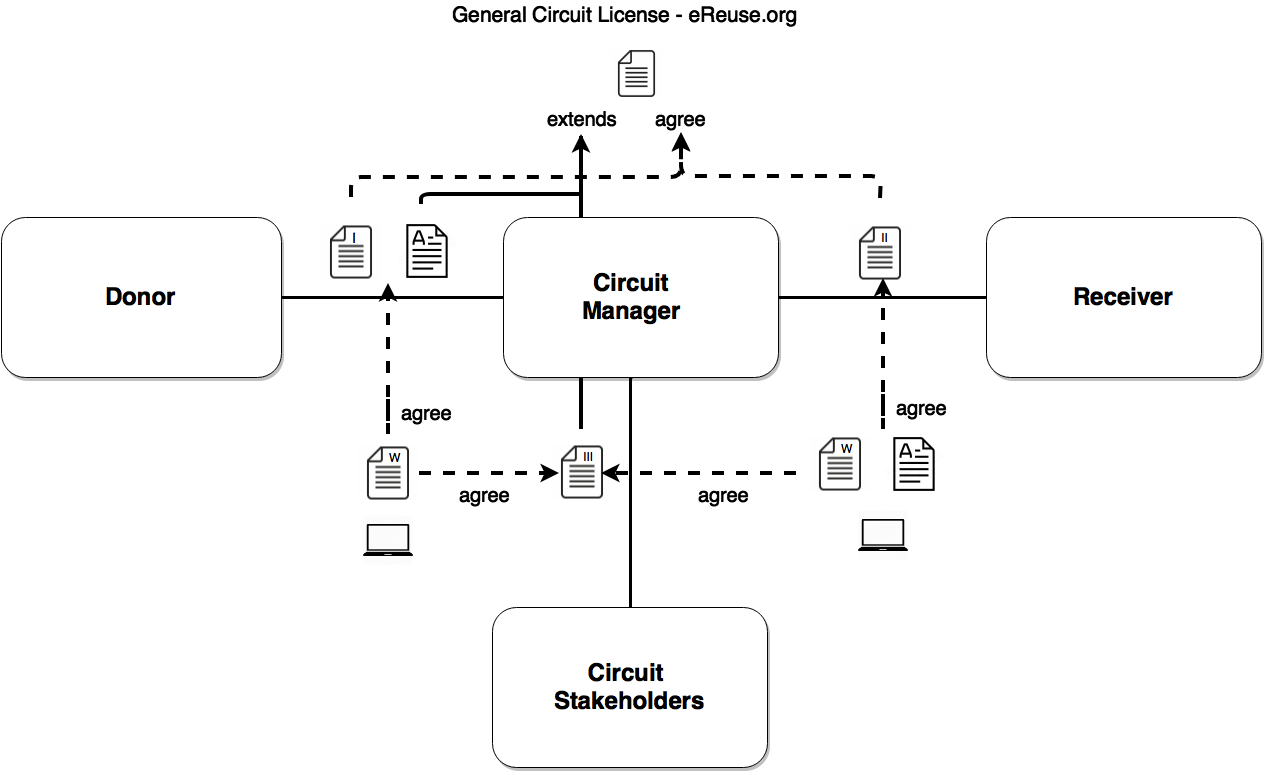 General Circuit License - eReuse.org
extends
agree
I
A-
II
Donor
Circuit
Manager
Receiver
agree
agree
W
III
W
A-
agree
agree
Circuit
Stakeholders